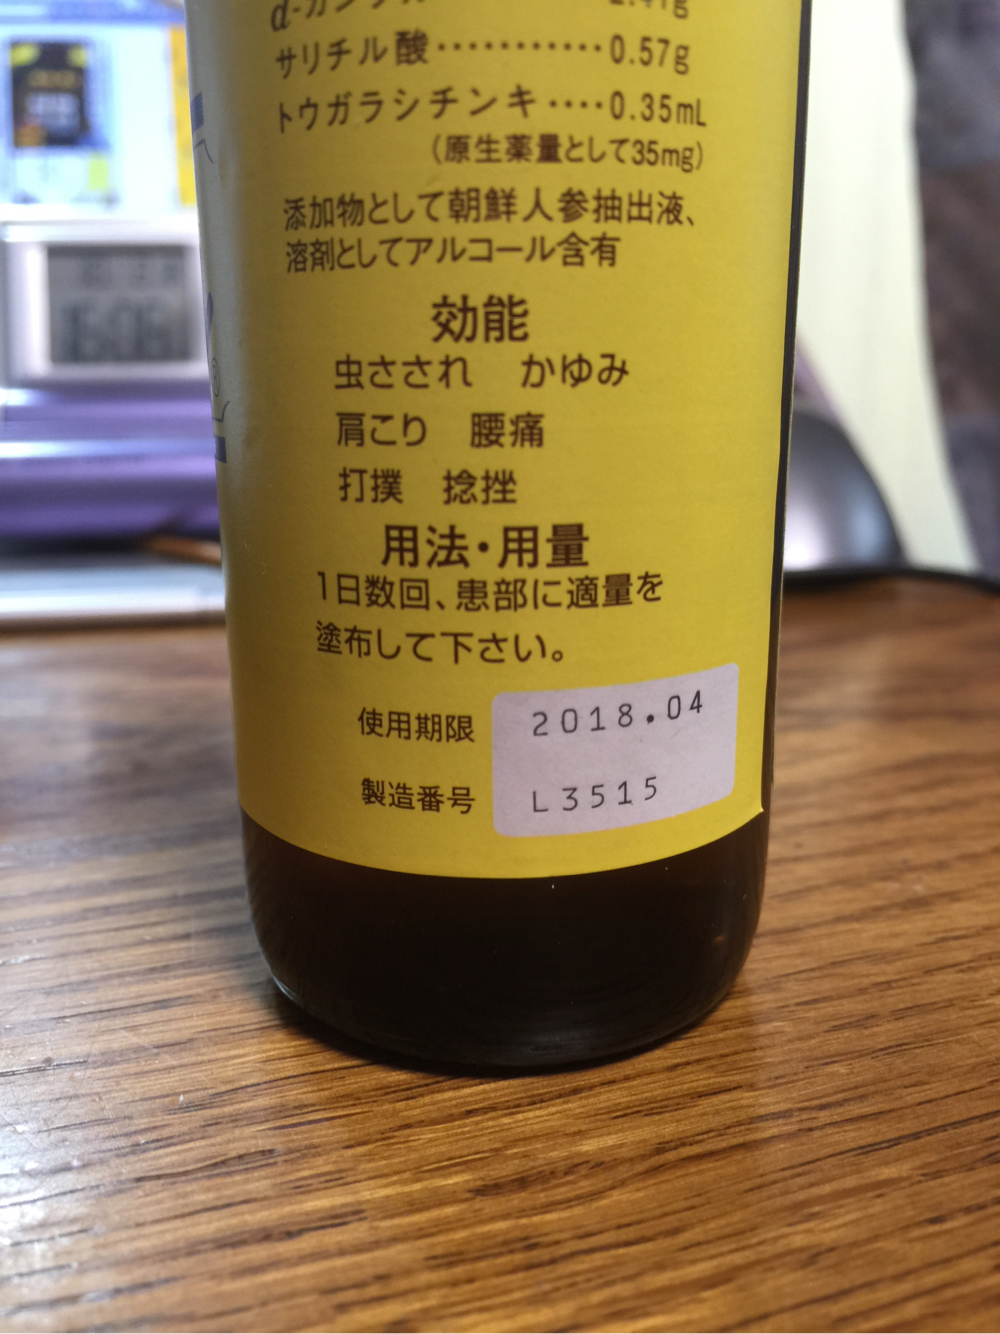 サリチル酸‥‥‥‥‥‥0.57g
トウガラシチンキ‥‥0.35mL
(原生薬量として35mg)
添加物として朝鮮人参抽出液、
溶剤としてアルコール含有
効能
虫さされ　かゆみ
肩こり　腰痛
打撲　捻挫
用法・用量
1日数回、患部に適量を
塗布して下さい。
使用期限 2018.04
製造番号 L3515